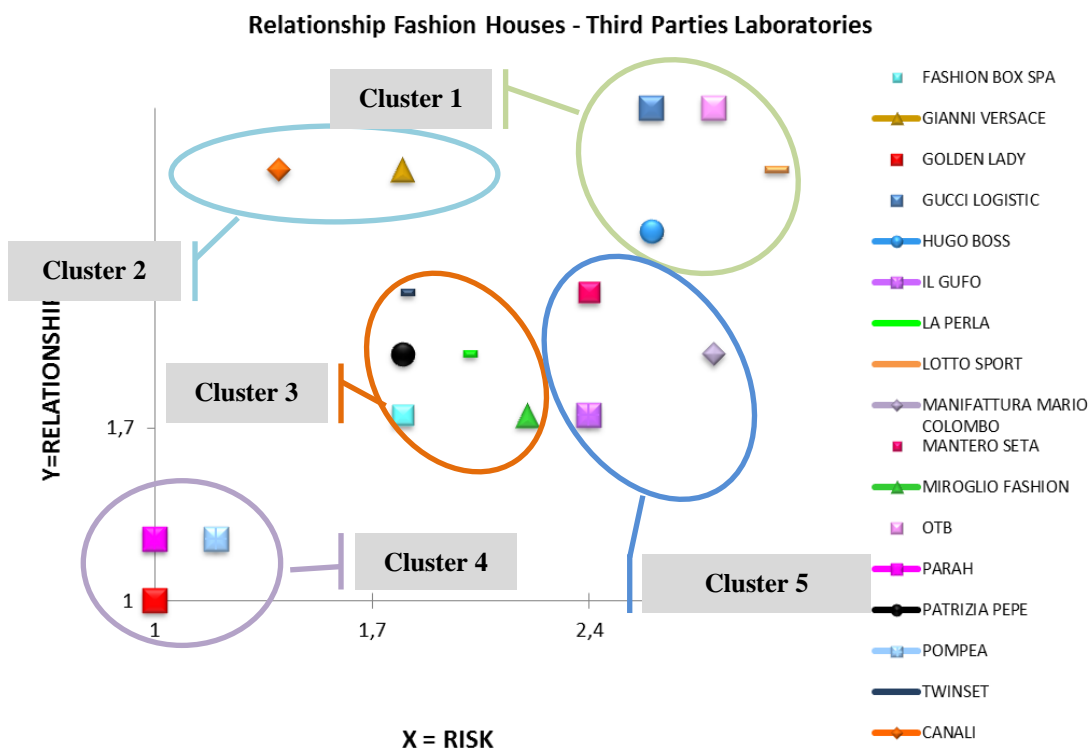 Relationship Fashion Houses - Third Parties Laboratories
Cluster 1
Cluster 2
Cluster 3
Cluster 4
Cluster 5
Y=RELATIONSHIP
1,7
1
1
1,7
2,4
X = RISK
FASHION BOX SPA
GIANNI VERSACE
GOLDEN LADY
GUCCI LOGISTIC
HUGO BOSS
IL GUFO
LA PERLA
LOTTO SPORT
MANIFATTURA MARIO
COLOMBO
MANTERO SETA
MIROGLIO FASHION
OTB
PARAH
PATRIZIA PEPE
POMPEA
TWINSET
CANALI